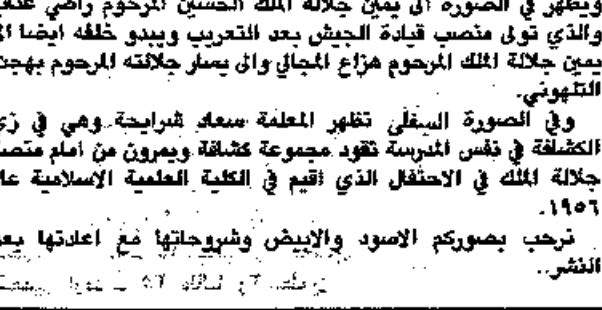 ويظهر في الصورة الى يمين جلالة الملك الحسين المرحوم راضي عناب
والذي تولى منصب قيادة الجيش بعد التعريب ويبدو خلفه ايضا
يمين جلالة الملك المرحوم هزاع المجالي والى يسار جلالته المرحوم بهجت
التلهوني.
وفي الصورة السفلى تظهر المعلمة سعاد شرايحة وهي في زي
الكشافة في نفس المدرسة تقود مجموعة كشافة ويمرون من امام منصة
جلالة الملك في الاحتفال الذي اقيم في الكلية العلمية الاسلامية
١٩٥٦.
نرحب بصوركم الاسود والابيض وشروحاتها مع اعادتها
النشر..